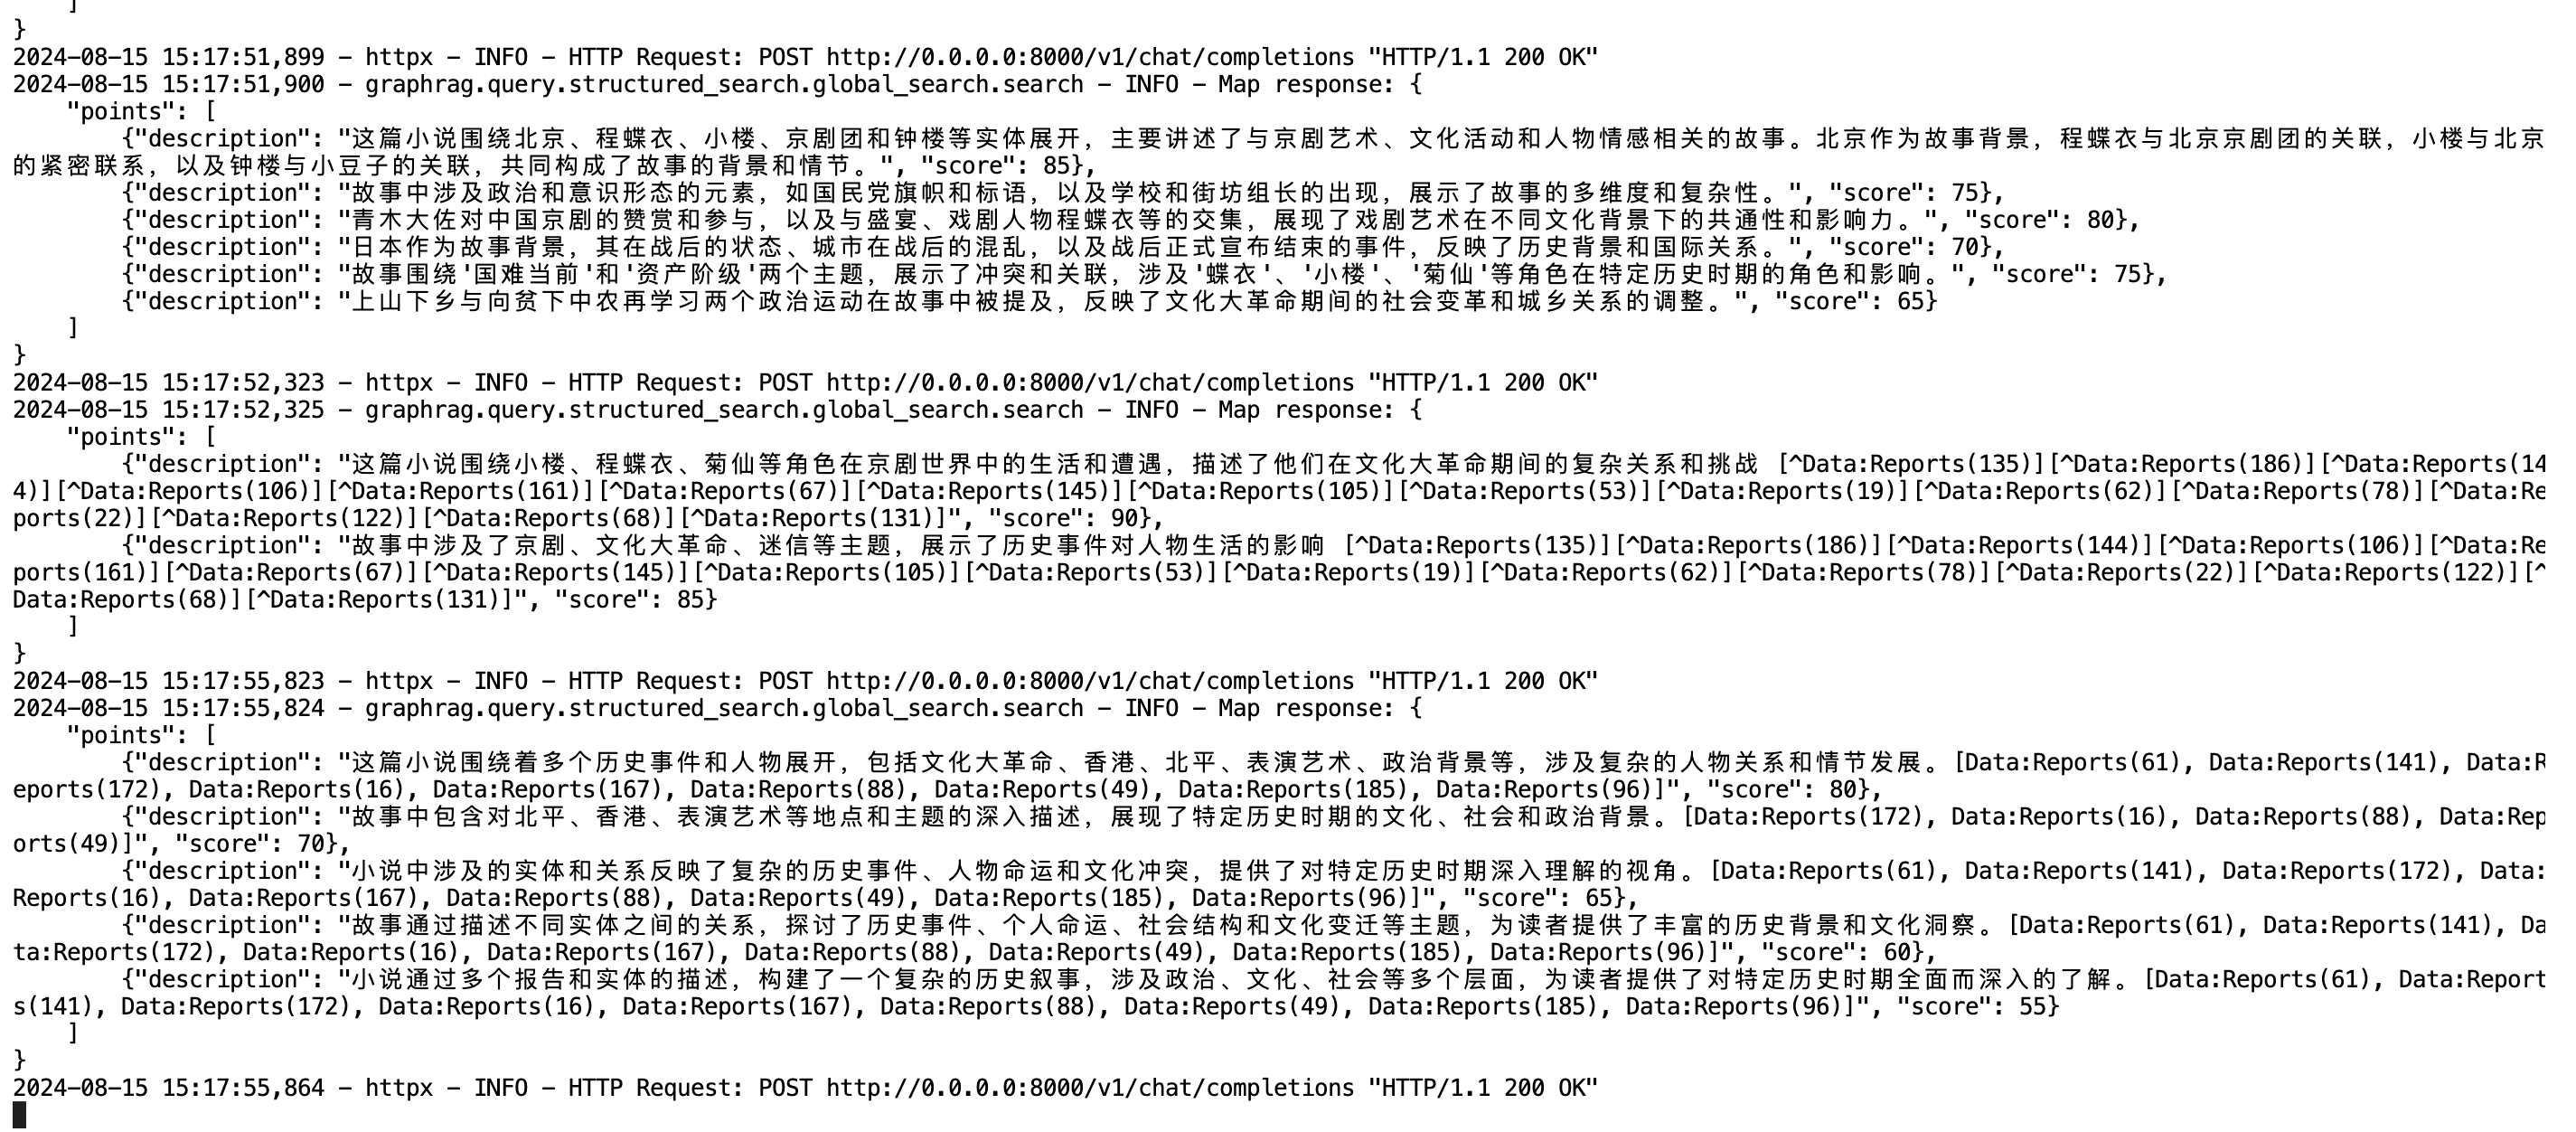 ]
}
2024-08-15 15:17:51,899 - httpx - INFO - HTTP Request: POST http://0.0.0.0:8000/v1/chat/completions "HTTP/1.1 200 OK"
2024-08-15 15:17:51,900 - graphrag.query.structured_search.global_search.search - INFO - Map response: {
    "points": [
        {"description": "这篇小说围绕北京、程蝶衣、小楼、京剧团和钟楼等实体展开，主要讲述了与京剧艺术、文化活动和人物情感相关的故事。北京作为故事背景，程蝶衣与北京京剧团的关联，小楼与北京
的紧密联系，以及钟楼与小豆子的关联，共同构成了故事的背景和情节。", "score": 85},
        {"description": "故事中涉及政治和意识形态的元素，如国民党旗帜和标语，以及学校和街坊组长的出现，展示了故事的多维度和复杂性。", "score": 75},
        {"description": "青木大佐对中国京剧的赞赏和参与，以及与盛宴、戏剧人物程蝶衣等的交集，展现了戏剧艺术在不同文化背景下的共通性和影响力。", "score": 80},
        {"description": "日本作为故事背景，其在战后的状态、城市在战后的混乱，以及战后正式宣布结束的事件，反映了历史背景和国际关系。", "score": 70},
        {"description": "故事围绕'国难当前'和'资产阶级'两个主题，展示了冲突和关联，涉及'蝶衣'、'小楼'、'菊仙'等角色在特定历史时期的角色和影响。", "score": 75},
        {"description": "上山下乡与向贫下中农再学习两个政治运动在故事中被提及，反映了文化大革命期间的社会变革和城乡关系的调整。", "score": 65}
    ]
}
2024-08-15 15:17:52,323 - httpx - INFO - HTTP Request: POST http://0.0.0.0:8000/v1/chat/completions "HTTP/1.1 200 OK"
2024-08-15 15:17:52,325 - graphrag.query.structured_search.global_search.search - INFO - Map response: {
    "points": [
        {"description": "这篇小说围绕小楼、程蝶衣、菊仙等角色在京剧世界中的生活和遭遇，描述了他们在文化大革命期间的复杂关系和挑战 [^Data:Reports(135)][^Data:Reports(186)][^Data:Reports(14
4)][^Data:Reports(106)][^Data:Reports(161)][^Data:Reports(67)][^Data:Reports(145)][^Data:Reports(105)][^Data:Reports(53)][^Data:Reports(19)][^Data:Reports(62)][^Data:Reports(78)][^Data:Re
ports(22)][^Data:Reports(122)][^Data:Reports(68)][^Data:Reports(131)]", "score": 90},
        {"description": "故事中涉及了京剧、文化大革命、迷信等主题，展示了历史事件对人物生活的影响 [^Data:Reports(135)][^Data:Reports(186)][^Data:Reports(144)][^Data:Reports(106)][^Data:Re
ports(161)][^Data:Reports(67)][^Data:Reports(145)][^Data:Reports(105)][^Data:Reports(53)][^Data:Reports(19)][^Data:Reports(62)][^Data:Reports(78)][^Data:Reports(22)][^Data:Reports(122)][^
Data:Reports(68)][^Data:Reports(131)]", "score": 85}
    ]
}
2024-08-15 15:17:55,823 - httpx - INFO - HTTP Request: POST http://0.0.0.0:8000/v1/chat/completions "HTTP/1.1 200 OK"
2024-08-15 15:17:55,824 - graphrag.query.structured_search.global_search.search - INFO - Map response: {
    "points": [
        {"description": "这篇小说围绕着多个历史事件和人物展开，包括文化大革命、香港、北平、表演艺术、政治背景等，涉及复杂的人物关系和情节发展。[Data:Reports(61), Data:Reports(141), Data:R
eports(172), Data:Reports(16), Data:Reports(167), Data:Reports(88), Data:Reports(49), Data:Reports(185), Data:Reports(96)]", "score": 80},
        {"description": "故事中包含对北平、香港、表演艺术等地点和主题的深入描述，展现了特定历史时期的文化、社会和政治背景。[Data:Reports(172), Data:Reports(16), Data:Reports(88), Data:Rep
orts(49)]", "score": 70},
        {"description": "小说中涉及的实体和关系反映了复杂的历史事件、人物命运和文化冲突，提供了对特定历史时期深入理解的视角。[Data:Reports(61), Data:Reports(141), Data:Reports(172), Data:
Reports(16), Data:Reports(167), Data:Reports(88), Data:Reports(49), Data:Reports(185), Data:Reports(96)]", "score": 65},
        {"description": "故事通过描述不同实体之间的关系，探讨了历史事件、个人命运、社会结构和文化变迁等主题，为读者提供了丰富的历史背景和文化洞察。[Data:Reports(61), Data:Reports(141), Da
ta:Reports(172), Data:Reports(16), Data:Reports(167), Data:Reports(88), Data:Reports(49), Data:Reports(185), Data:Reports(96)]", "score": 60},
        {"description": "小说通过多个报告和实体的描述，构建了一个复杂的历史叙事，涉及政治、文化、社会等多个层面，为读者提供了对特定历史时期全面而深入的了解。[Data:Reports(61), Data:Report
s(141), Data:Reports(172), Data:Reports(16), Data:Reports(167), Data:Reports(88), Data:Reports(49), Data:Reports(185), Data:Reports(96)]", "score": 55}
    ]
}
2024-08-15 15:17:55,864 - httpx - INFO - HTTP Request: POST http://0.0.0.0:8000/v1/chat/completions "HTTP/1.1 200 OK"